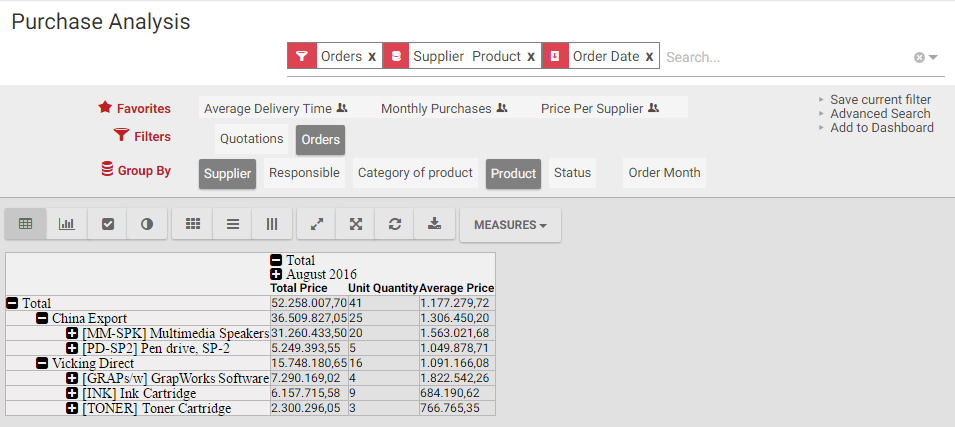 Purchase Analysis
Orders x Supplier Product x Order Date x Search...
Favorites Average Delivery Time Monthly Purchases Price Per Supplier
Save current filter
Advanced Search
Add to Dashboard
Filters Quotations Orders
Group By Supplier Responsible Category of product Product Status Order Month
MEASURES
Total
August 2016
Total Price Unit Quantity Average Price
Total 52.258.007,70 41 1.177.279,72
China Export 36.509.827,05 25 1.306.450,20
[MM-SPK] Multimedia Speakers 31.260.433,50 20 1.563.021,68
[PD-SP2] Pen drive, SP-2 5.249.393,55 5 1.049.878,71
Vicking Direct 15.748.180,65 16 1.091.166,08
[GRAPs/w] GrapWorks Software 7.290.169,02 4 1.822.542,26
[INK] Ink Cartridge 6.157.715,58 9 684.190,62
[TONER] Toner Cartridge 2.300.296,05 3 766.765,35